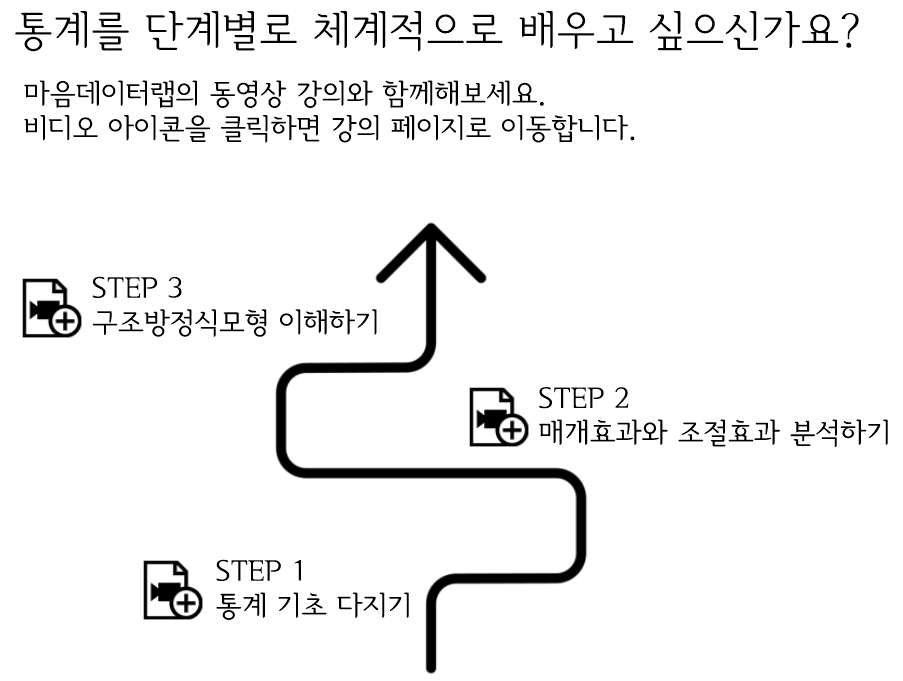 통계를 단계별로 체계적으로 배우고 싶으신가요?
마음데이터랩의 동영상 강의와 함께해보세요.
비디오 아이콘을 클릭하면 강의 페이지로 이동합니다.
STEP 3
구조방정식모형 이해하기
STEP 2
매개효과와 조절효과 분석하기
STEP 1
통계 기초 다지기